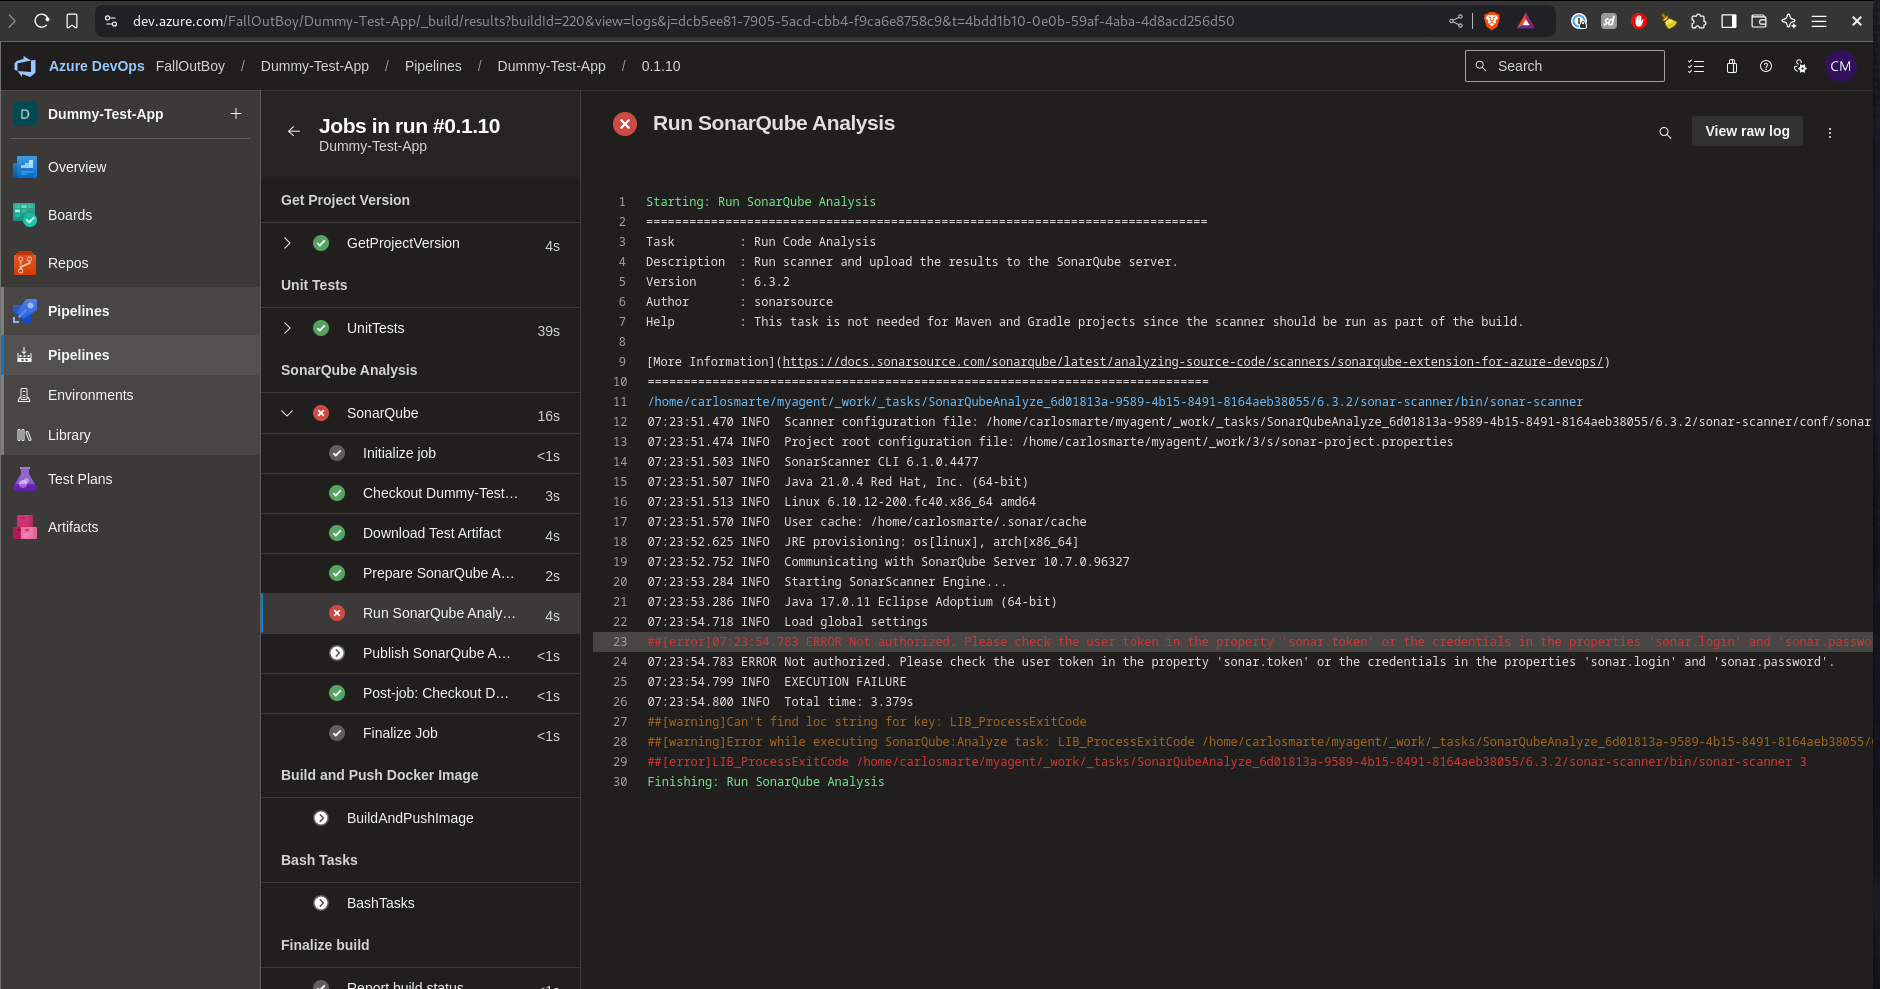 dev.azure.com/FallOutBoy/Dummy-Test-App/_build/results?buildId=220&view=logs&j=dcb5ee81-7905-5acd-cbb4-f9ca6e8758c9&t=4bdd1b10-0e0b-59af-4aba-4d8acd256d50
Azure DevOps FallOutBoy / Dummy-Test-App / Pipelines / Dummy-Test-App / 0.1.10
Search
CM
D Dummy-Test-App +
Overview
Boards
Repos
Pipelines
Pipelines
Environments
Library
Test Plans
Artifacts
Jobs in run #0.1.10
Dummy-Test-App
Get Project Version
GetProjectVersion 4s
Unit Tests
UnitTests 39s
SonarQube Analysis
SonarQube 16s
Initialize job <1s
Checkout Dummy-Test... 3s
Download Test Artifact 4s
Prepare SonarQube A... 2s
Run SonarQube Analy... 4s
Publish SonarQube A... <1s
Post-job: Checkout D... <1s
Finalize Job <1s
Build and Push Docker Image
BuildAndPushImage
Bash Tasks
BashTasks
Finalize build
Report build status <1s
Run SonarQube Analysis
View raw log
1 Starting: Run SonarQube Analysis
2 ==============================================================================
3 Task : Run Code Analysis
4 Description : Run scanner and upload the results to the SonarQube server.
5 Version : 6.3.2
6 Author : sonarsource
7 Help : This task is not needed for Maven and Gradle projects since the scanner should be run as part of the build.
8
9 [More Information](https://docs.sonarsource.com/sonarqube/latest/analyzing-source-code/scanners/sonarqube-extension-for-azure-devops/)
10 ==============================================================================
11 /home/carlosmarte/myagent/_work/_tasks/SonarQubeAnalyze_6d01813a-9589-4b15-8491-8164aeb38055/6.3.2/sonar-scanner/bin/sonar-scanner
12 07:23:51.470 INFO Scanner configuration file: /home/carlosmarte/myagent/_work/_tasks/SonarQubeAnalyze_6d01813a-9589-4b15-8491-8164aeb38055/6.3.2/sonar-scanner/conf/sonar
13 07:23:51.474 INFO Project root configuration file: /home/carlosmarte/myagent/_work/3/s/sonar-project.properties
14 07:23:51.503 INFO SonarScanner CLI 6.1.0.4477
15 07:23:51.507 INFO Java 21.0.4 Red Hat, Inc. (64-bit)
16 07:23:51.513 INFO Linux 6.10.12-200.fc40.x86_64 amd64
17 07:23:51.570 INFO User cache: /home/carlosmarte/.sonar/cache
18 07:23:52.625 INFO JRE provisioning: os[linux], arch[x86_64]
19 07:23:52.752 INFO Communicating with SonarQube Server 10.7.0.96327
20 07:23:53.284 INFO Starting SonarScanner Engine...
21 07:23:53.286 INFO Java 17.0.11 Eclipse Adoptium (64-bit)
22 07:23:54.718 INFO Load global settings
23 ##[error]07:23:54.783 ERROR Not authorized. Please check the user token in the property 'sonar.token' or the credentials in the properties 'sonar.login' and 'sonar.passwo
24 07:23:54.783 ERROR Not authorized. Please check the user token in the property 'sonar.token' or the credentials in the properties 'sonar.login' and 'sonar.password'.
25 07:23:54.799 INFO EXECUTION FAILURE
26 07:23:54.800 INFO Total time: 3.379s
27 ##[warning]Can't find loc string for key: LIB_ProcessExitCode
28 ##[warning]Error while executing SonarQube:Analyze task: LIB_ProcessExitCode /home/carlosmarte/myagent/_work/_tasks/SonarQubeAnalyze_6d01813a-9589-4b15-8491-8164aeb38055/
29 ##[error]LIB_ProcessExitCode /home/carlosmarte/myagent/_work/_tasks/SonarQubeAnalyze_6d01813a-9589-4b15-8491-8164aeb38055/6.3.2/sonar-scanner/bin/sonar-scanner 3
30 Finishing: Run SonarQube Analysis